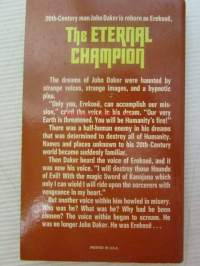 20th-Century man John Daker is reborn as Erekosë,
The ETERNAL
CHAMPION
The dreams of John Daker were haunted by
strange voices, strange images, and a hypnotic
plea.
"Only you, Erekosë, can accomplish our mis-
sion," cried the voice in his dream. "Our very
Earth is threatened. You will be Humanity's fire!"
There was a half-human enemy in his dreams
that was determined to destroy all of Humanity.
Names and places unknown to his 20th-Century
world became suddenly familiar.
Then Daker heard the voice of Erekosë, and it
was now his own voice. "I will destroy those Hounds
of Evil! With the magic Sword of Kanajana which
only I can wield I will ride upon the sorcerers with
vengeance in my heart."
But another voice within him howled in misery.
Who was he? What was he? Why had he been
chosen? The voice within began to scream. He
was no longer John Daker. He was Erekosë . . .
PRINTED IN U.S.A.